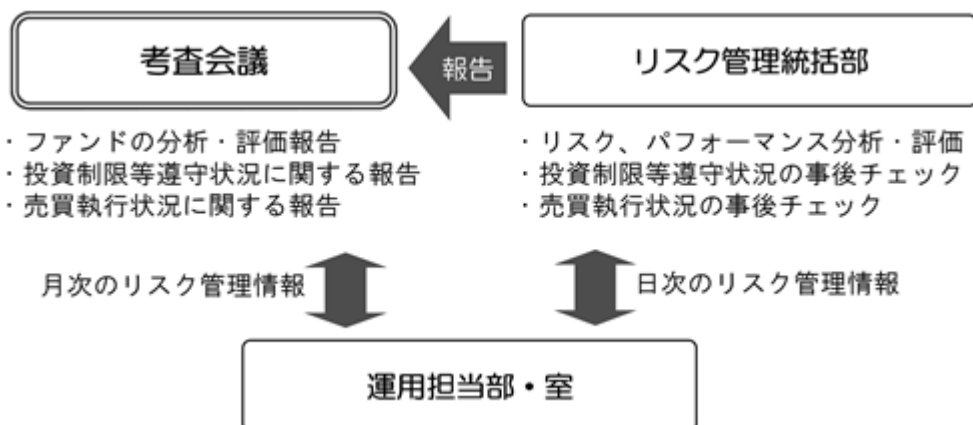 考査会議
報告
リスク管理統括部
・ファンドの分析・評価報告
・投資制限等遵守状況に関する報告
・売買執行状況に関する報告
・リスク、パフォーマンス分析・評価
・投資制限等遵守状況の事後チェック
・売買執行状況の事後チェック
月次のリスク管理情報
日次のリスク管理情報
運用担当部・室